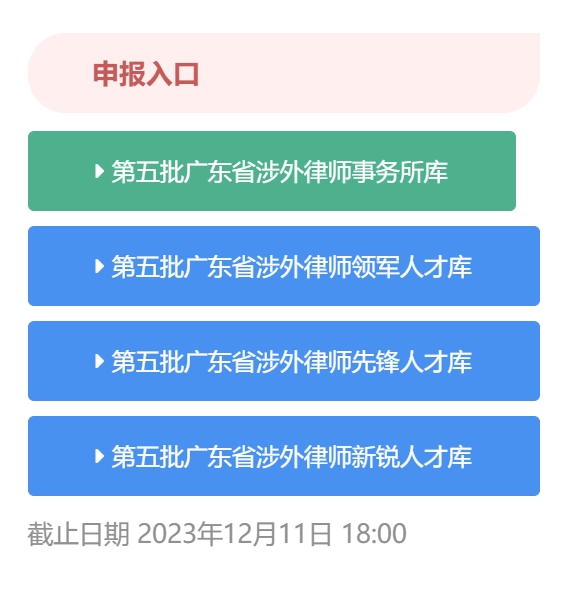 申报入口
第五批广东省涉外律师事务所库
第五批广东省涉外律师领军人才库
第五批广东省涉外律师先锋人才库
第五批广东省涉外律师新锐人才库
截止日期 2023年12月11日 18:00